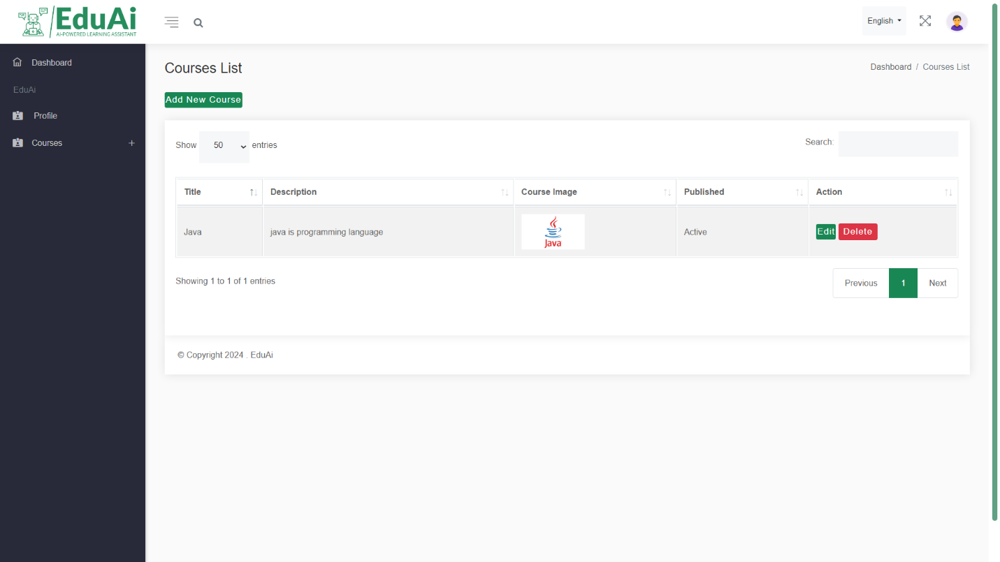 EduAi
AI-POWERED LEARNING ASSISTANT
English
Dashboard
EduAi
Profile
Courses
Courses List
Dashboard / Courses List
Add New Course
Show 50 entries
Search:
Title Description Course Image Published Action
Java java is programming language Java Active Edit Delete
Showing 1 to 1 of 1 entries
Previous 1 Next
© Copyright 2024 . EduAi